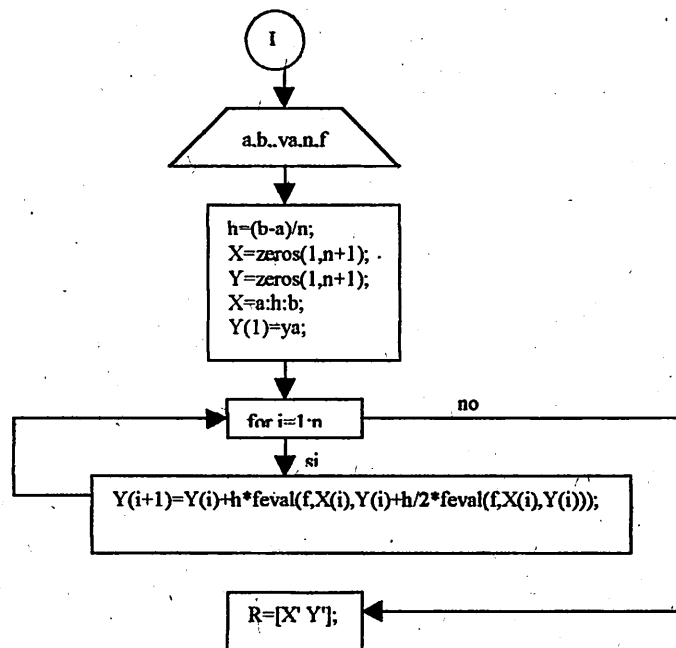 I
a.b..ya.n.f
h=(b-a)/n;
X=zeros(1,n+1);
Y=zeros(1,n+1);
X=a:h:b;
Y(1)=ya;
for i=1:n
no
si
Y(i+1)=Y(i)+h*feval(f,X(i),Y(i)+h/2*feval(f,X(i),Y(i)));
R=[X' Y'];